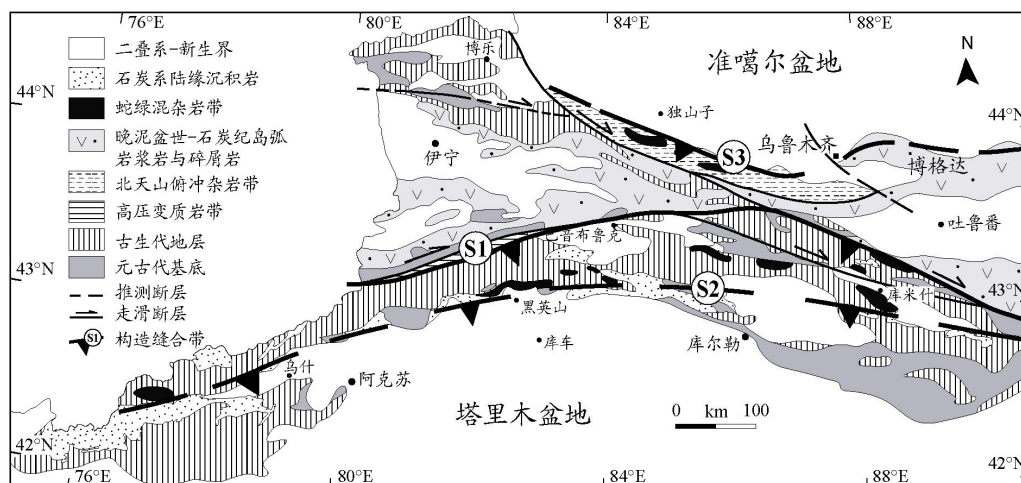 76°E
80°E
84°E
88°E
二叠系-新生界
石炭系陆缘沉积岩
蛇绿混杂岩带
晚泥盆世-石炭纪岛弧
岩浆岩与碎屑岩
北天山俯冲杂岩带
高压变质岩带
古生代地层
元古代基底
推测断层
走滑断层
S1 构造缝合带
44°N
43°N
42°N
博乐
准噶尔盆地
N
独山子
44°N
伊宁
S3
乌鲁木齐
博格达
吐鲁番
S1
巴音布鲁克
S2
库米什
43°N
黑英山
库车
库尔勒
乌什
阿克苏
塔里木盆地
0 km 100
42°N
76°E
80°E
84°E
88°E